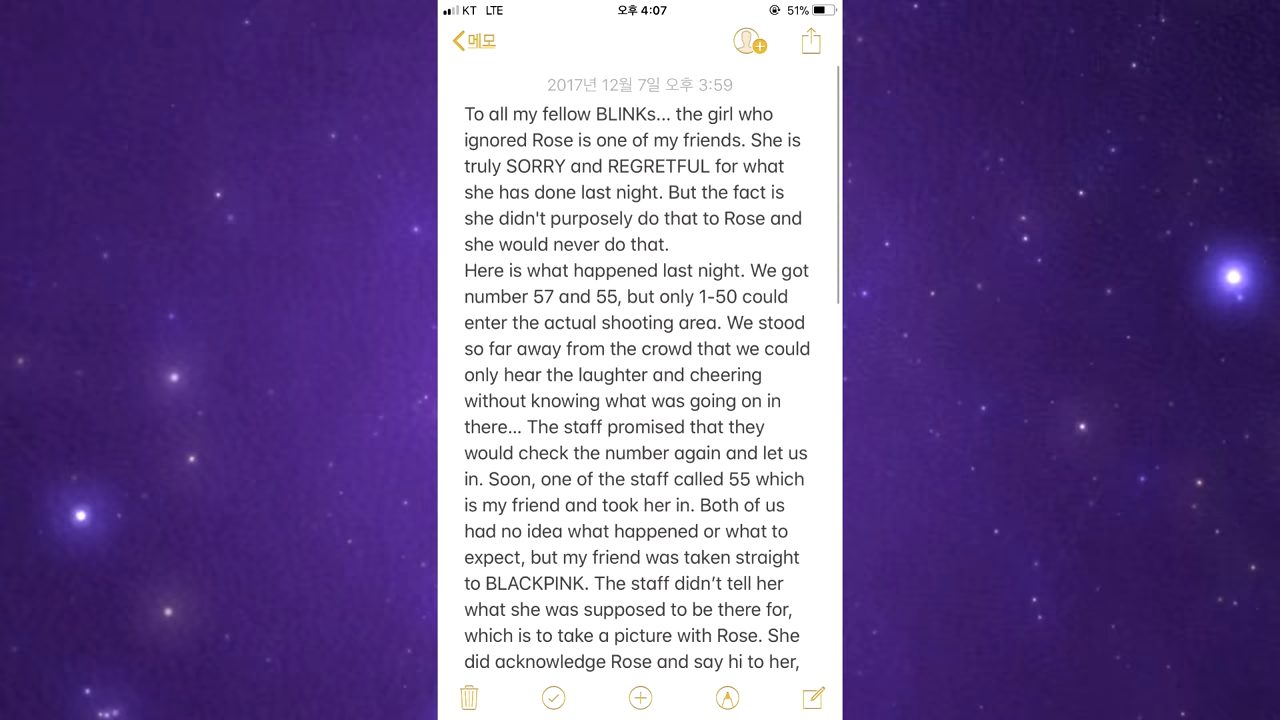 KT LTE 오후 4:07 51%
메모
2017년 12월 7일 오후 3:59
To all my fellow BLINKs... the girl who
ignored Rose is one of my friends. She is
truly SORRY and REGRETFUL for what
she has done last night. But the fact is
she didn't purposely do that to Rose and
she would never do that.
Here is what happened last night. We got
number 57 and 55, but only 1-50 could
enter the actual shooting area. We stood
so far away from the crowd that we could
only hear the laughter and cheering
without knowing what was going on in
there... The staff promised that they
would check the number again and let us
in. Soon, one of the staff called 55 which
is my friend and took her in. Both of us
had no idea what happened or what to
expect, but my friend was taken straight
to BLACKPINK. The staff didn’t tell her
what she was supposed to be there for,
which is to take a picture with Rose. She
did acknowledge Rose and say hi to her,